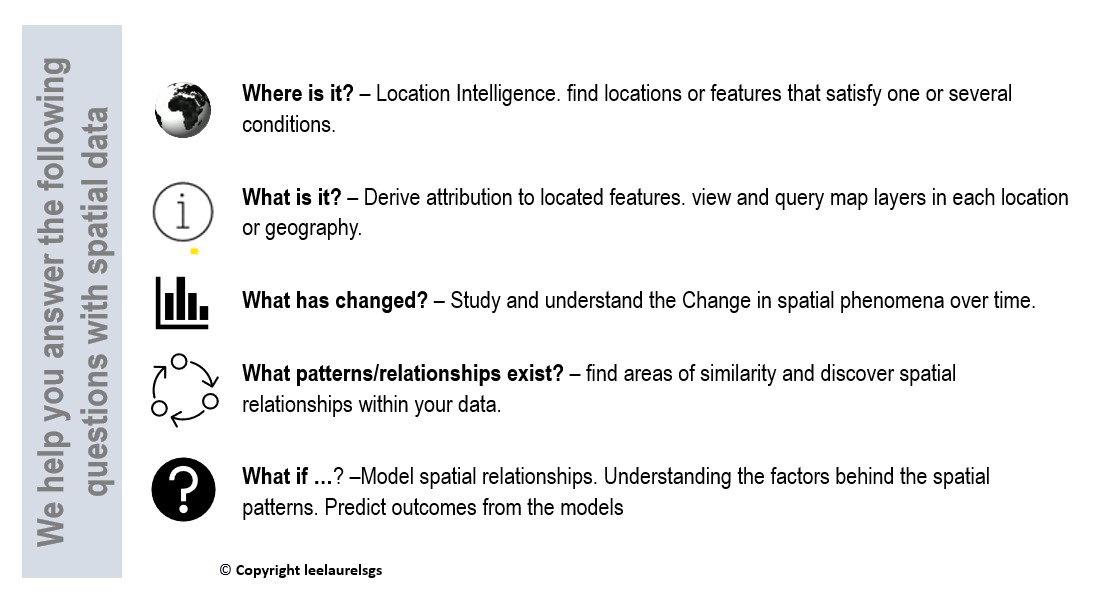 We help you answer the following
questions with spatial data
Where is it? – Location Intelligence. find locations or features that satisfy one or several
conditions.
What is it? – Derive attribution to located features. view and query map layers in each location
or geography.
What has changed? – Study and understand the Change in spatial phenomena over time.
What patterns/relationships exist? – find areas of similarity and discover spatial
relationships within your data.
What if …? –Model spatial relationships. Understanding the factors behind the spatial
patterns. Predict outcomes from the models
© Copyright leelaurelsgs